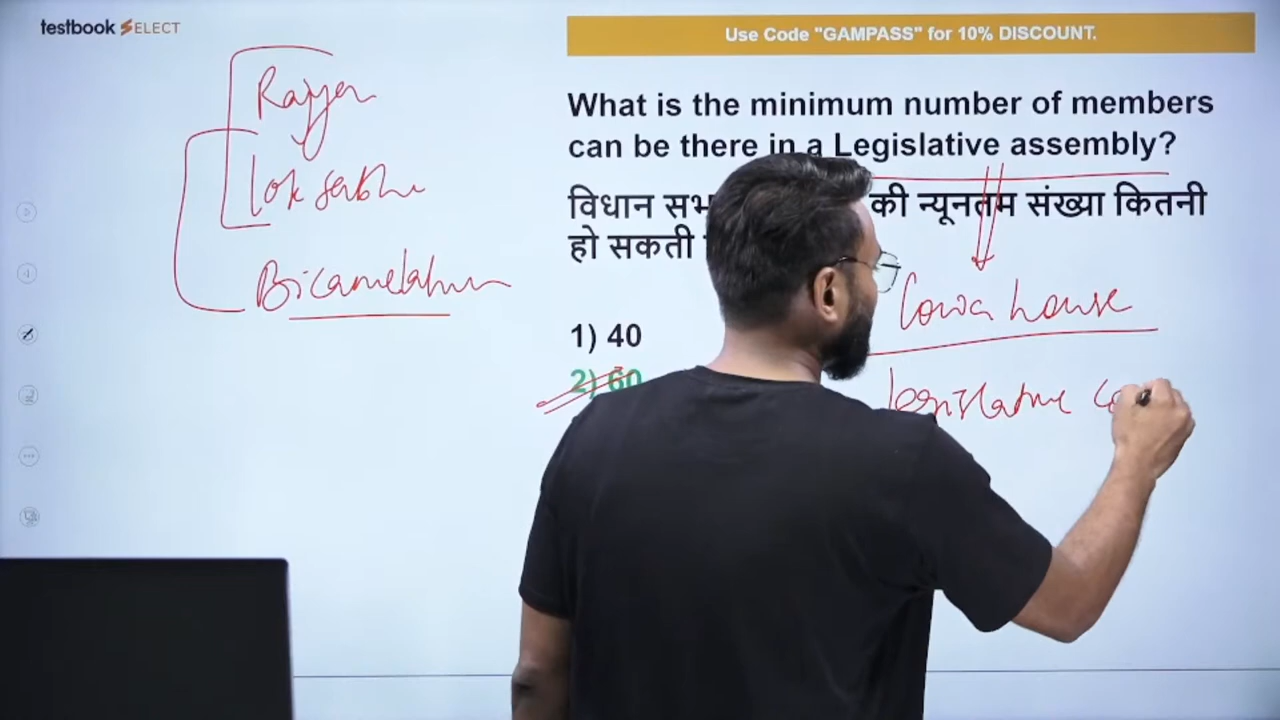 testbook SELECT
Use Code "GAMPASS" for 10% DISCOUNT.
What is the minimum number of members
can be there in a Legislative assembly?
विधान सभ की न्यूनतम संख्या कितनी
हो सकती
1) 40
2) 60
Rajya
Lok sabha
Bicameralism
Lower house
legislative